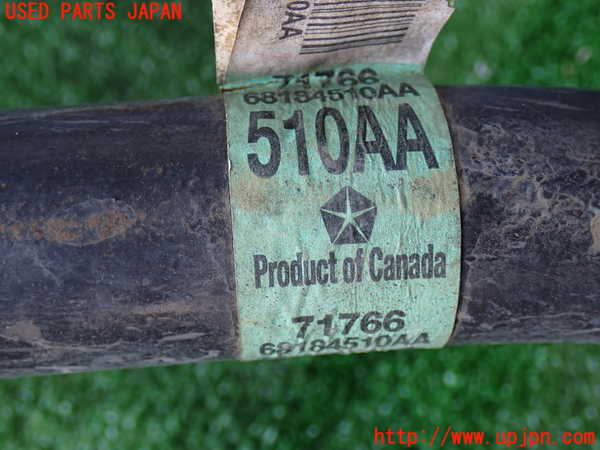 USED PARTS JAPAN
0AA
71766
68184510AA
510AA
Product of Canada
71766
68184510AA
http://www.upjpn.com/